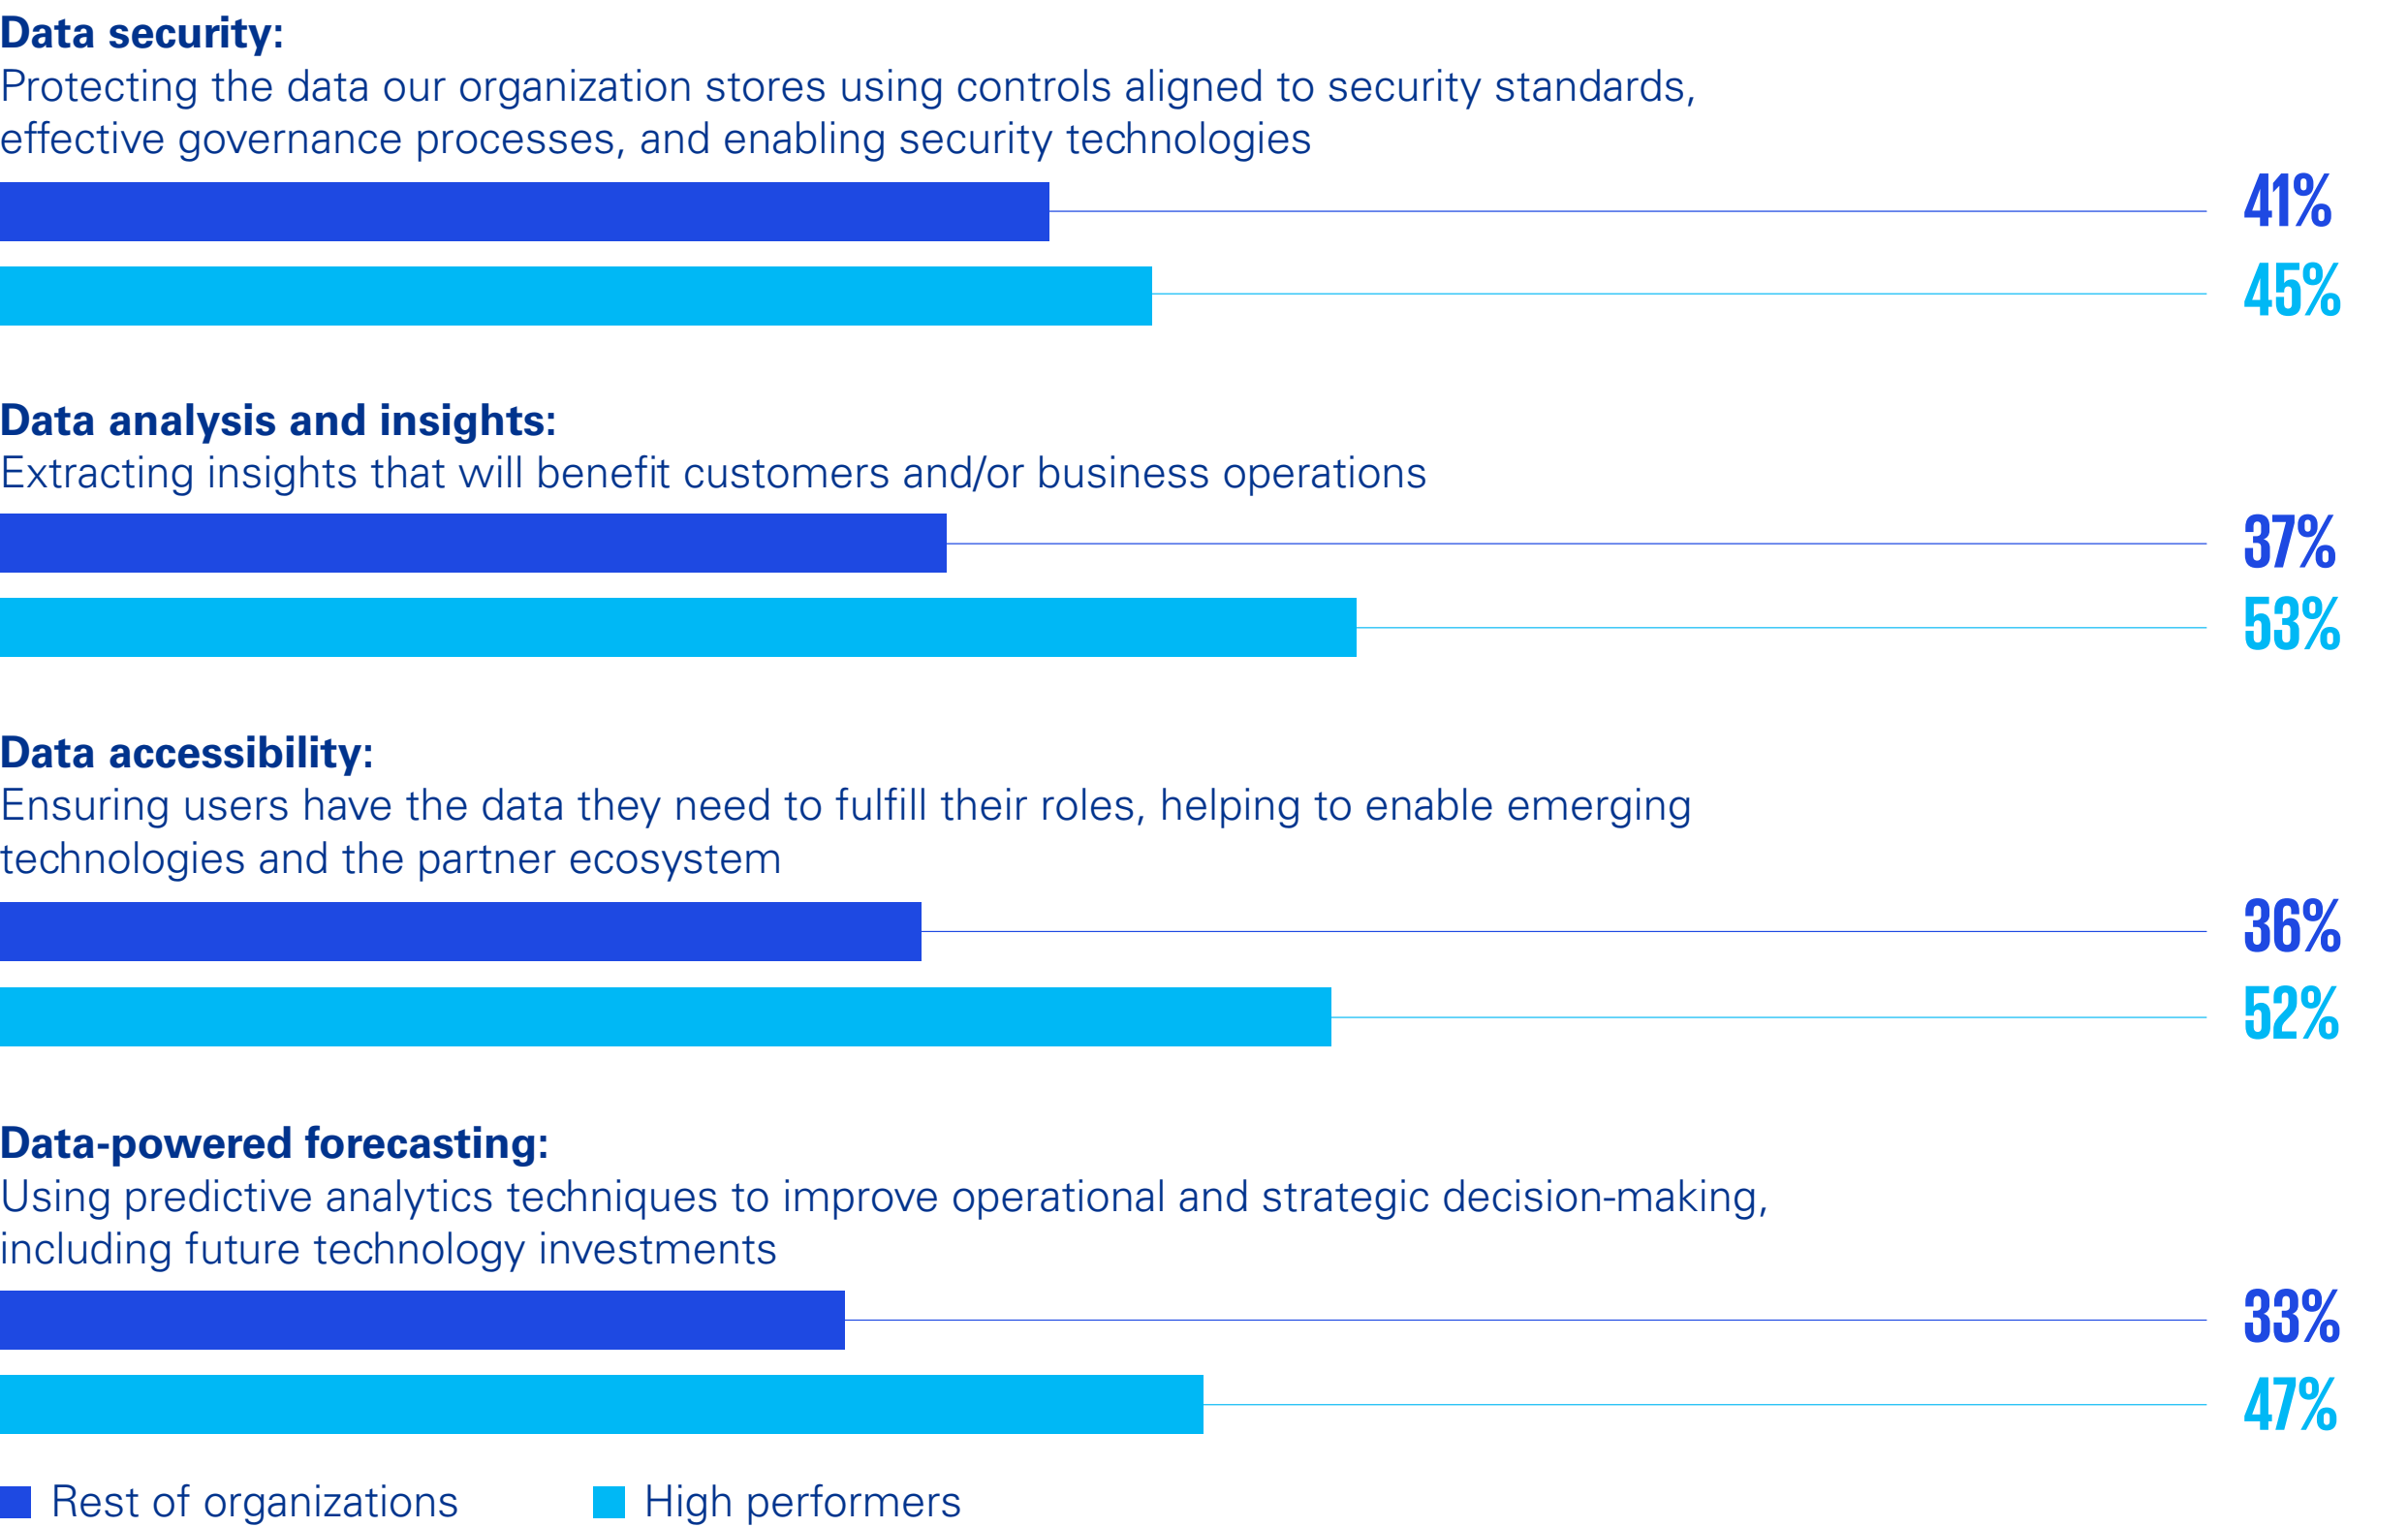 Data security:
Protecting the data our organization stores using controls aligned to security standards,
effective governance processes, and enabling security technologies
41%
45%
Data analysis and insights:
Extracting insights that will benefit customers and/or business operations
37%
53%
Data accessibility:
Ensuring users have the data they need to fulfill their roles, helping to enable emerging
technologies and the partner ecosystem
36%
52%
Data-powered forecasting:
Using predictive analytics techniques to improve operational and strategic decision-making,
including future technology investments
33%
47%
Rest of organizations
High performers